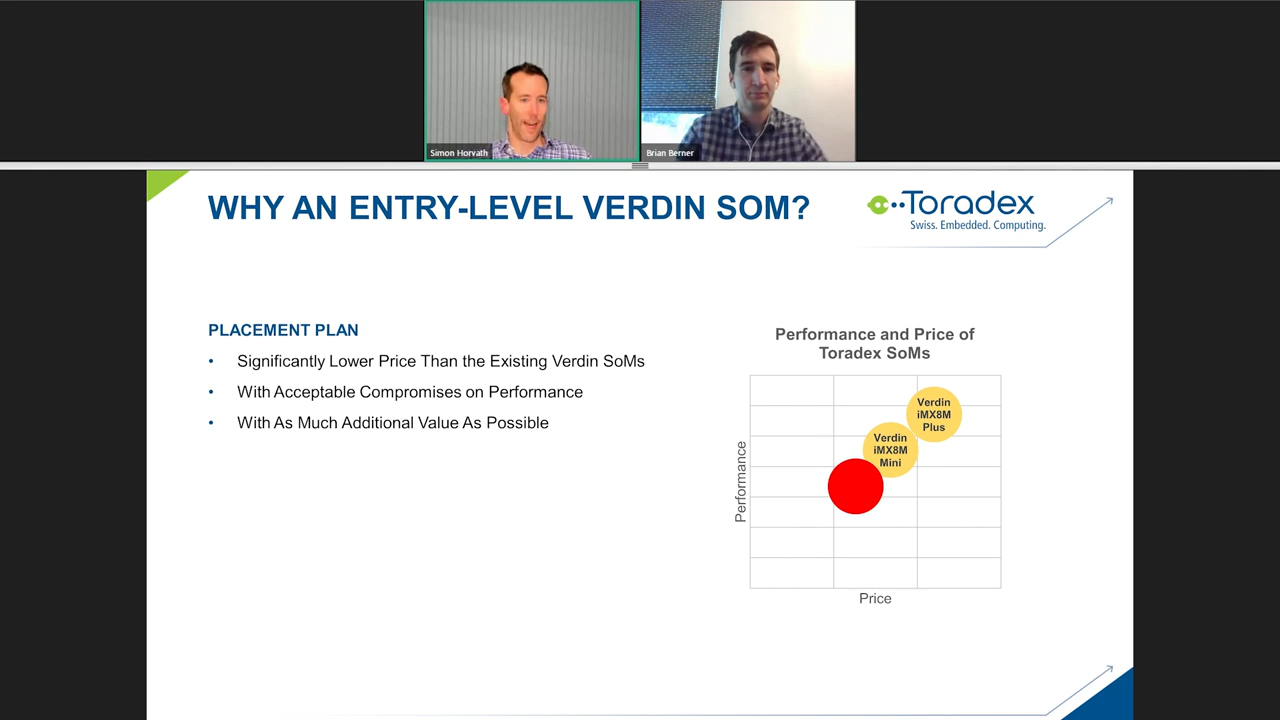 Simon Horvath
Brian Berner
WHY AN ENTRY-LEVEL VERDIN SOM?
Toradex
Swiss. Embedded. Computing.
PLACEMENT PLAN
• Significantly Lower Price Than the Existing Verdin SoMs
• With Acceptable Compromises on Performance
• With As Much Additional Value As Possible
Performance and Price of
Toradex SoMs
Verdin
iMX8M
Plus
Verdin
iMX8M
Mini
Performance
Price